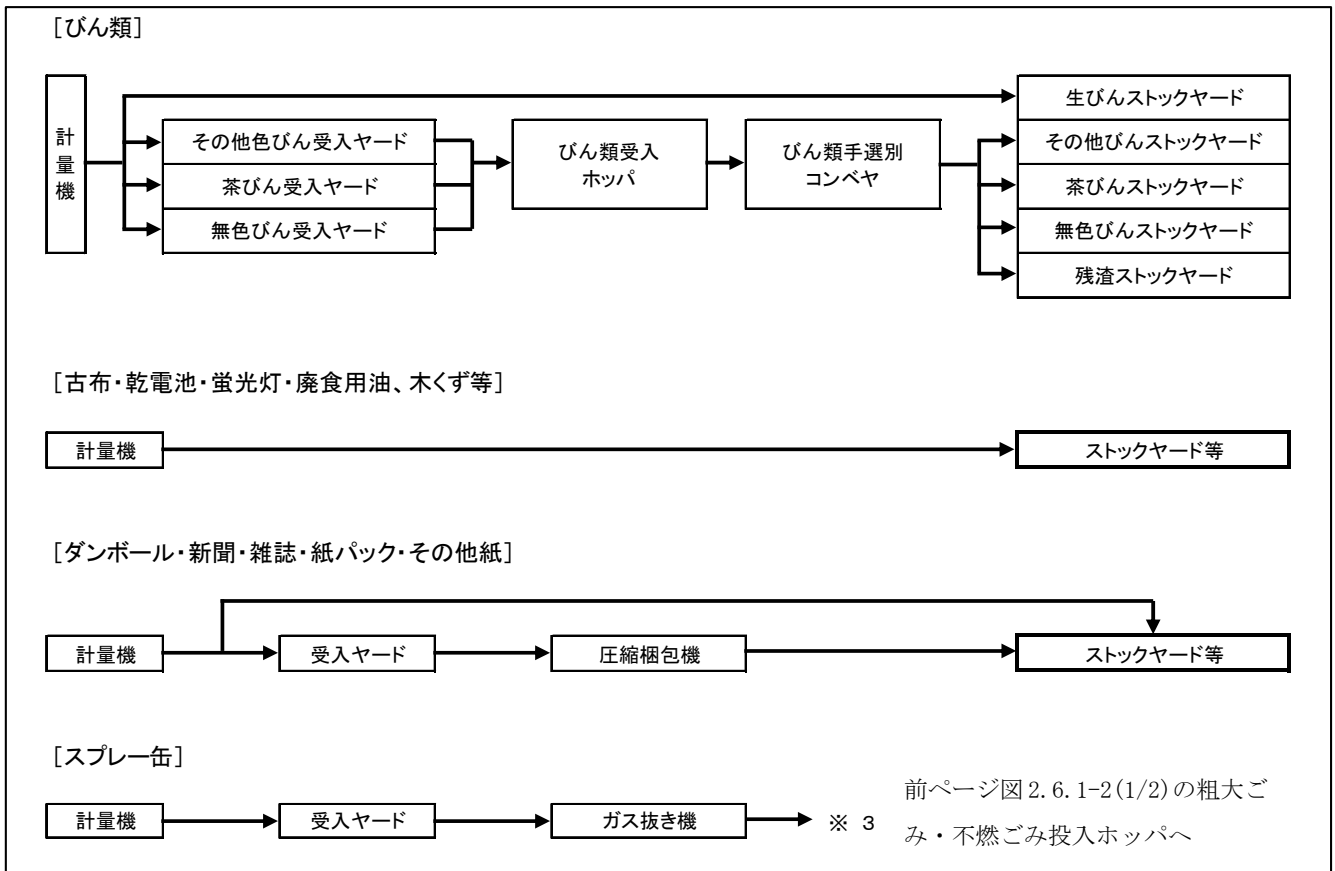 ［びん類］
計量機
その他色びん受入ヤード
茶びん受入ヤード
無色びん受入ヤード
びん類受入
ホッパ
びん類手選別
コンベヤ
生びんストックヤード
その他びんストックヤード
茶びんストックヤード
無色びんストックヤード
残渣ストックヤード
［古布・乾電池・蛍光灯・廃食用油、木くず等］
計量機
ストックヤード等
［ダンボール・新聞・雑誌・紙パック・その他紙］
計量機
受入ヤード
圧縮梱包機
ストックヤード等
［スプレー缶］
計量機
受入ヤード
ガス抜き機
※ 3
前ページ図 2.6.1-2(1/2)の粗大ご
み・不燃ごみ投入ホッパへ